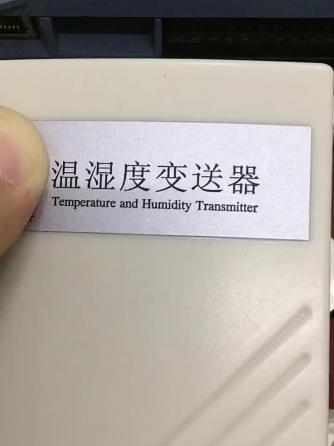 温湿度变送器
Temperature and Humidity Transmitter